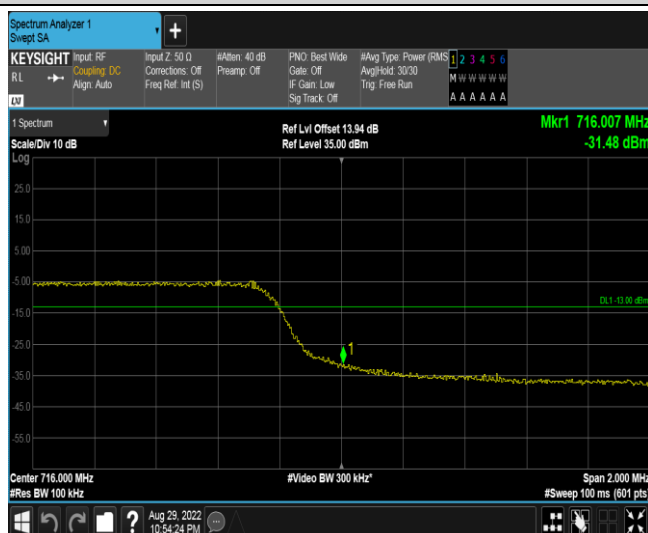 Spectrum Analyzer 1
Swept SA
+
KEYSIGHT
RL
Input: RF
Coupling: DC
Align: Auto
Input Z: 50 Ω
Corrections: Off
Freq Ref: Int (S)
#Atten: 40 dB
Preamp: Off
PNO: Best Wide
Gate: Off
IF Gain: Low
Sig Track: Off
#Avg Type: Power (RMS
Avg|Hold: 30/30
Trig: Free Run
1 2 3 4 5 6
M W W W W W
A A A A A A
LXI
1 Spectrum
Scale/Div 10 dB
Log
Ref Lvl Offset 13.94 dB
Ref Level 35.00 dBm
Mkr1 716.007 MHz
-31.48 dBm
25.0
15.0
5.00
-5.00
DL1 -13.00 dBm
-15.0
-25.0
1
-35.0
-45.0
-55.0
Center 716.000 MHz
#Res BW 100 kHz
#Video BW 300 kHz*
Span 2.000 MHz
#Sweep 100 ms (601 pts)
?
Aug 29, 2022
10:54:24 PM